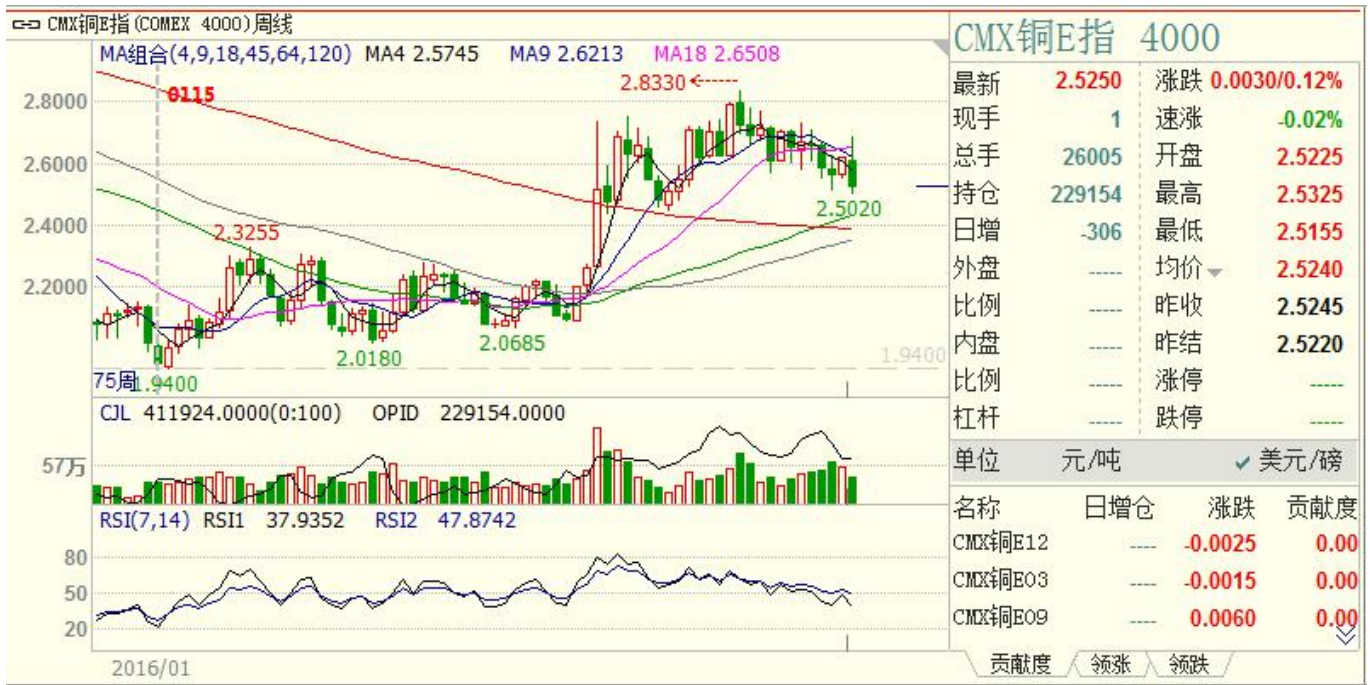 CMX铜E指(COMEX 4000)周线
MA组合(4,9,18,45,64,120) MA4 2.5745 MA9 2.6213 MA18 2.6508
2.8330
2.8000
0115
2.6000
2.5020
2.4000
2.3255
2.2000
2.0685
2.0180
1.9400
75周
1.9400
CJL 411924.0000(0:100) OPID 229154.0000
57万
RSI(7,14) RSI1 37.9352 RSI2 47.8742
80
50
20
2016/01
CMX铜E指 4000
最新 2.5250 涨跌 0.0030/0.12%
现手 1 速涨 -0.02%
总手 26005 开盘 2.5225
持仓 229154 最高 2.5325
日增 -306 最低 2.5155
外盘 ----- 均价 2.5240
比例 ----- 昨收 2.5245
内盘 ----- 昨结 2.5220
比例 ----- 涨停 -----
杠杆 ----- 跌停 -----
单位 元/吨 美元/磅
名称 日增仓 涨跌 贡献度
CMX铜E12 ---- -0.0025 0.00
CMX铜E03 ---- -0.0015 0.00
CMX铜E09 ---- 0.0060 0.00
贡献度 领涨 领跌